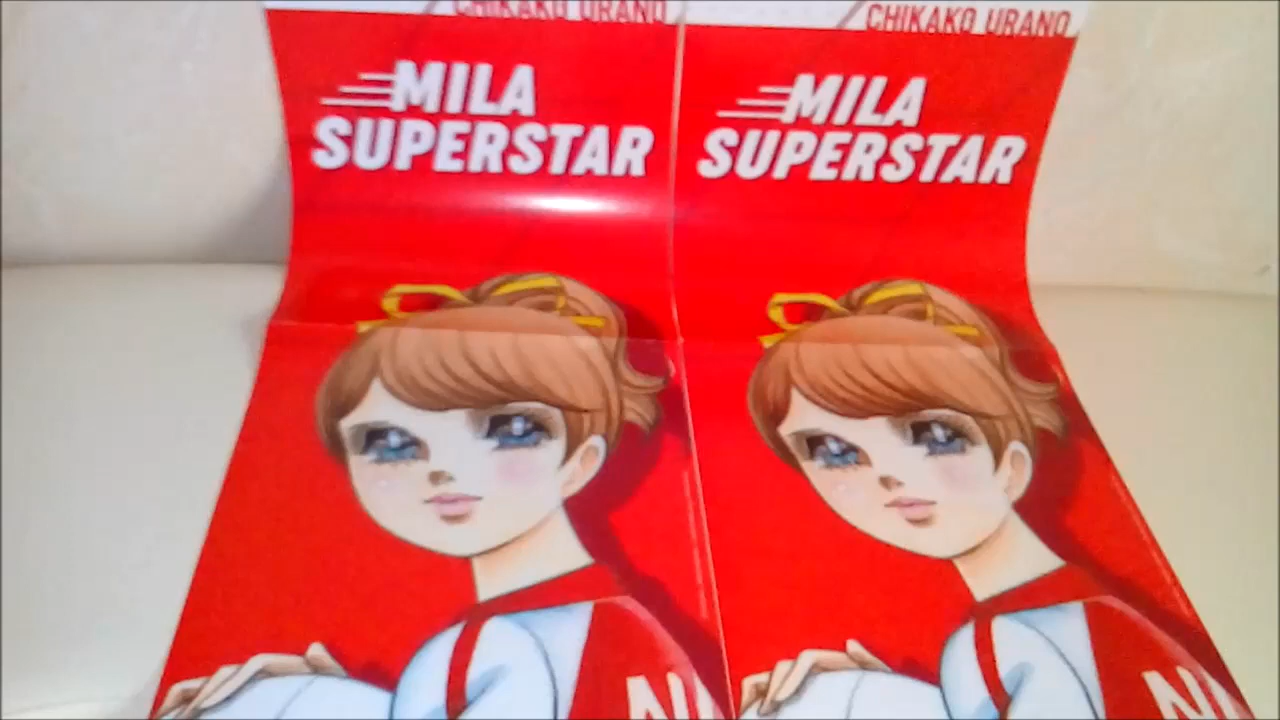 CHIKAKO URANO
CHIKAKO URANO
MILA
SUPERSTAR
MILA
SUPERSTAR
N
N